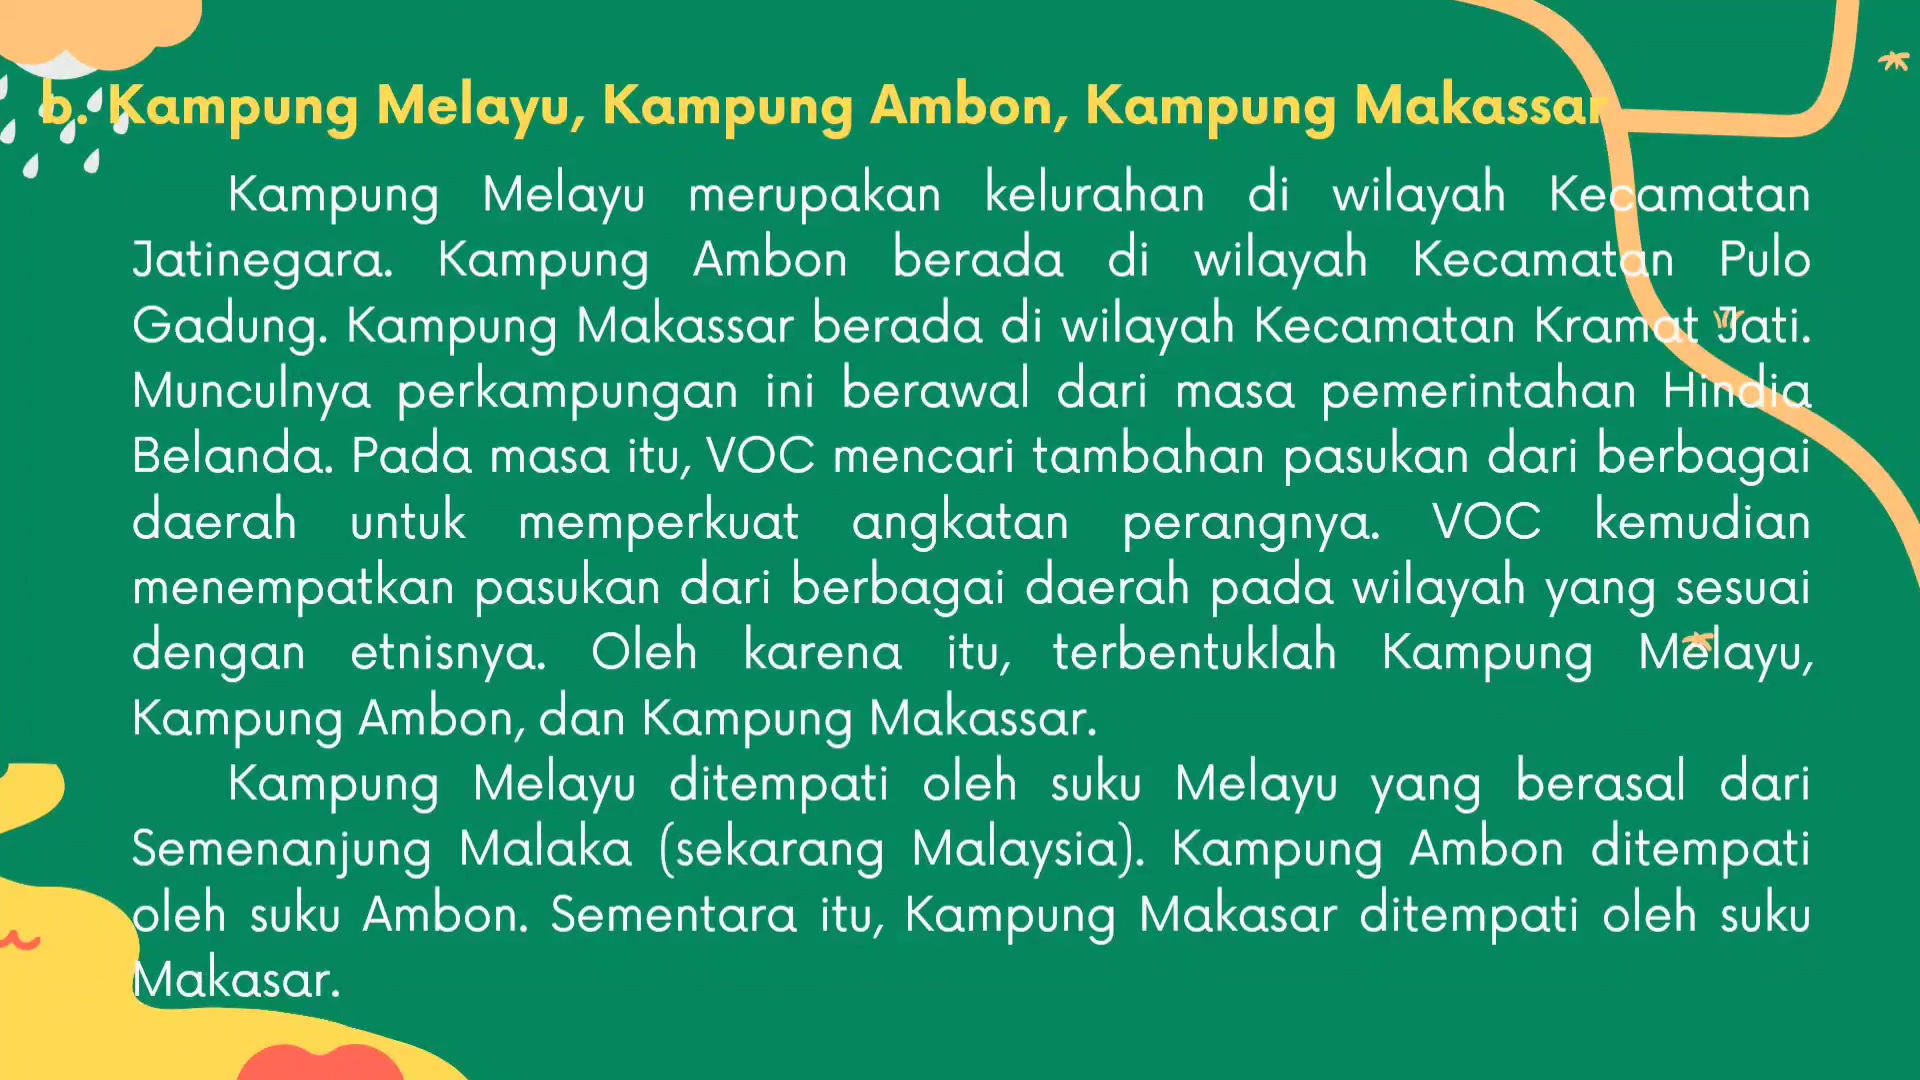 b. Kampung Melayu, Kampung Ambon, Kampung Makassar
Kampung Melayu merupakan kelurahan di wilayah Kecamatan
Jatinegara. Kampung Ambon berada di wilayah Kecamatan Pulo
Gadung. Kampung Makassar berada di wilayah Kecamatan Kramat Jati.
Munculnya perkampungan ini berawal dari masa pemerintahan Hindia
Belanda. Pada masa itu, VOC mencari tambahan pasukan dari berbagai
daerah untuk memperkuat angkatan perangnya. VOC kemudian
menempatkan pasukan dari berbagai daerah pada wilayah yang sesuai
dengan etnisnya. Oleh karena itu, terbentuklah Kampung Melayu,
Kampung Ambon, dan Kampung Makassar.
Kampung Melayu ditempati oleh suku Melayu yang berasal dari
Semenanjung Malaka (sekarang Malaysia). Kampung Ambon ditempati
oleh suku Ambon. Sementara itu, Kampung Makasar ditempati oleh suku
Makasar.